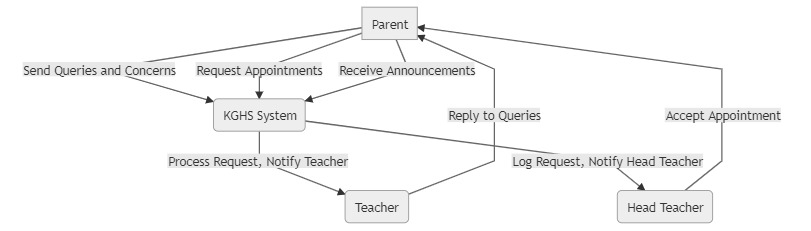 Parent
Send Queries and Concerns
Request Appointments
Receive Announcements
KGHS System
Reply to Queries
Accept Appointment
Process Request, Notify Teacher
Log Request, Notify Head Teacher
Teacher
Head Teacher